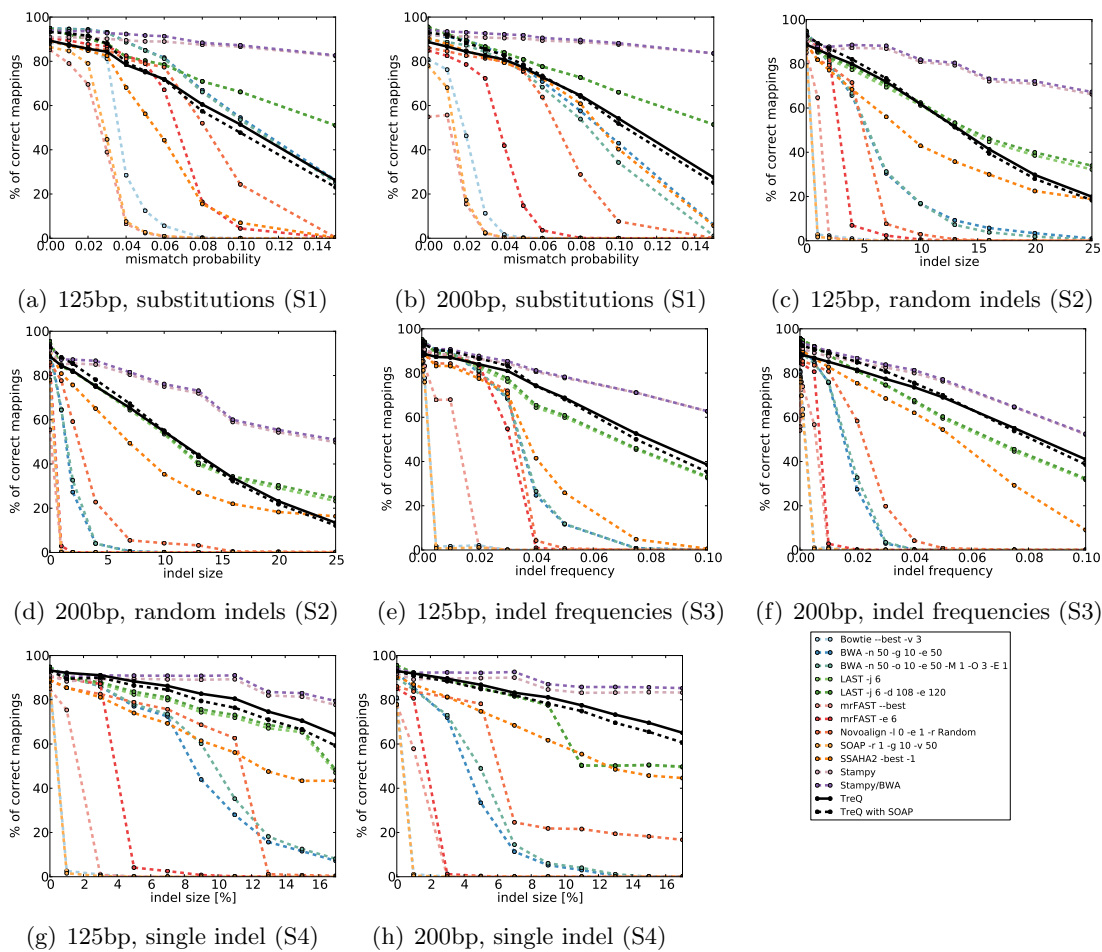 100
80
60
40
20
0
% of correct mappings
0.00 0.02 0.04 0.06 0.08 0.10 0.12 0.14
mismatch probability
(a) 125bp, substitutions (S1)
100
80
60
40
20
0
% of correct mappings
0.00 0.02 0.04 0.06 0.08 0.10 0.12 0.14
mismatch probability
(b) 200bp, substitutions (S1)
100
80
60
40
20
0
% of correct mappings
0 5 10 15 20 25
indel size
(c) 125bp, random indels (S2)
100
80
60
40
20
0
% of correct mappings
0 5 10 15 20 25
indel size
(d) 200bp, random indels (S2)
100
80
60
40
20
0
% of correct mappings
0.00 0.02 0.04 0.06 0.08 0.10
indel frequency
(e) 125bp, indel frequencies (S3)
100
80
60
40
20
0
% of correct mappings
0.00 0.02 0.04 0.06 0.08 0.10
indel frequency
(f) 200bp, indel frequencies (S3)
100
80
60
40
20
0
% of correct mappings
0 2 4 6 8 10 12 14 16
indel size [%]
(g) 125bp, single indel (S4)
100
80
60
40
20
0
% of correct mappings
0 2 4 6 8 10 12 14 16
indel size [%]
(h) 200bp, single indel (S4)
Bowtie --best -v 3
BWA -n 50 -g 10 -e 50
BWA -n 50 -o 10 -e 50 -M 1 -O 3 -E 1
LAST -j 6
LAST -j 6 -d 108 -e 120
mrFAST --best
mrFAST -e 6
Novoalign -l 0 -e 1 -r Random
SOAP -r 1 -g 10 -v 50
SSAHA2 -best -1
Stampy
Stampy/BWA
TreQ
TreQ with SOAP